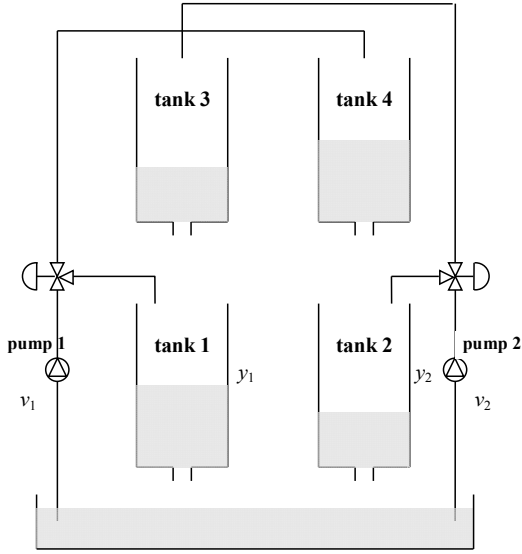 tank 3
tank 4
pump 1
tank 1
tank 2
pump 2
y1
y2
v1
v2